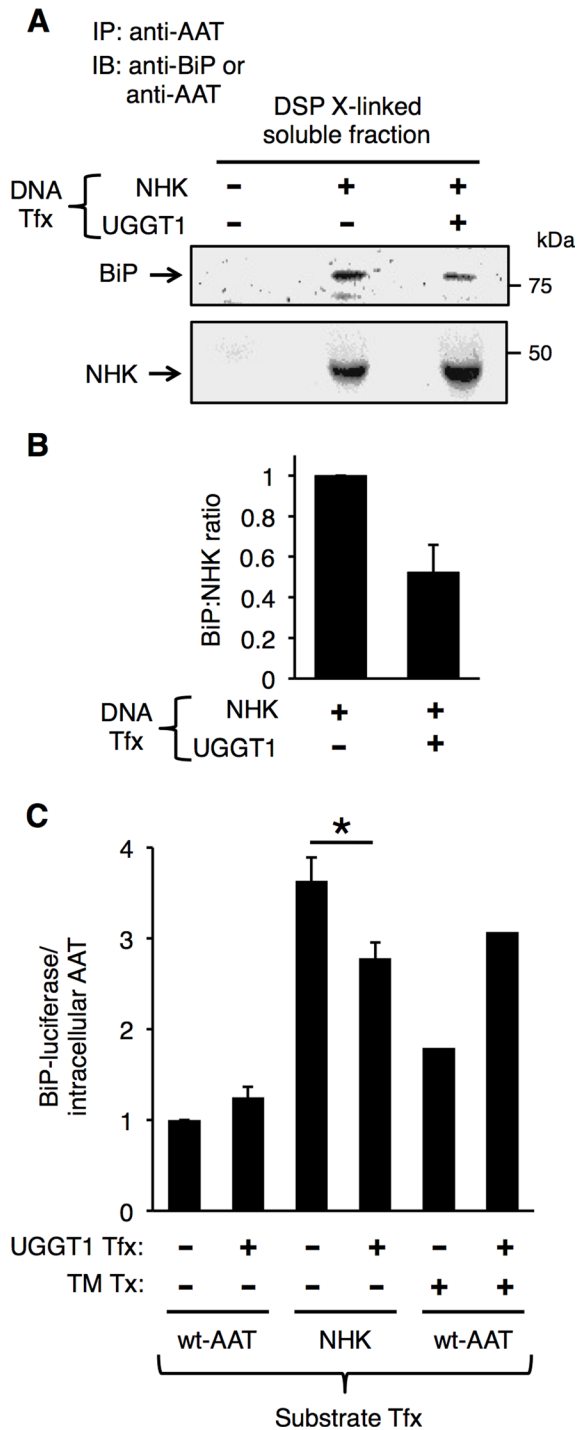 A
IP: anti-AAT
IB: anti-BiP or
anti-AAT
DSP X-linked
soluble fraction
DNA
Tfx
NHK - + +
UGGT1 - - +
kDa
BiP
75
50
NHK
B
BiP:NHK ratio
1
0.8
0.6
0.4
0.2
0
DNA
Tfx
NHK + +
UGGT1 - +
C
BiP-luciferase/
intracellular AAT
4
3
2
1
0
*
UGGT1 Tfx: - + - + - +
TM Tx: - - - - + +
wt-AAT NHK wt-AAT
Substrate Tfx